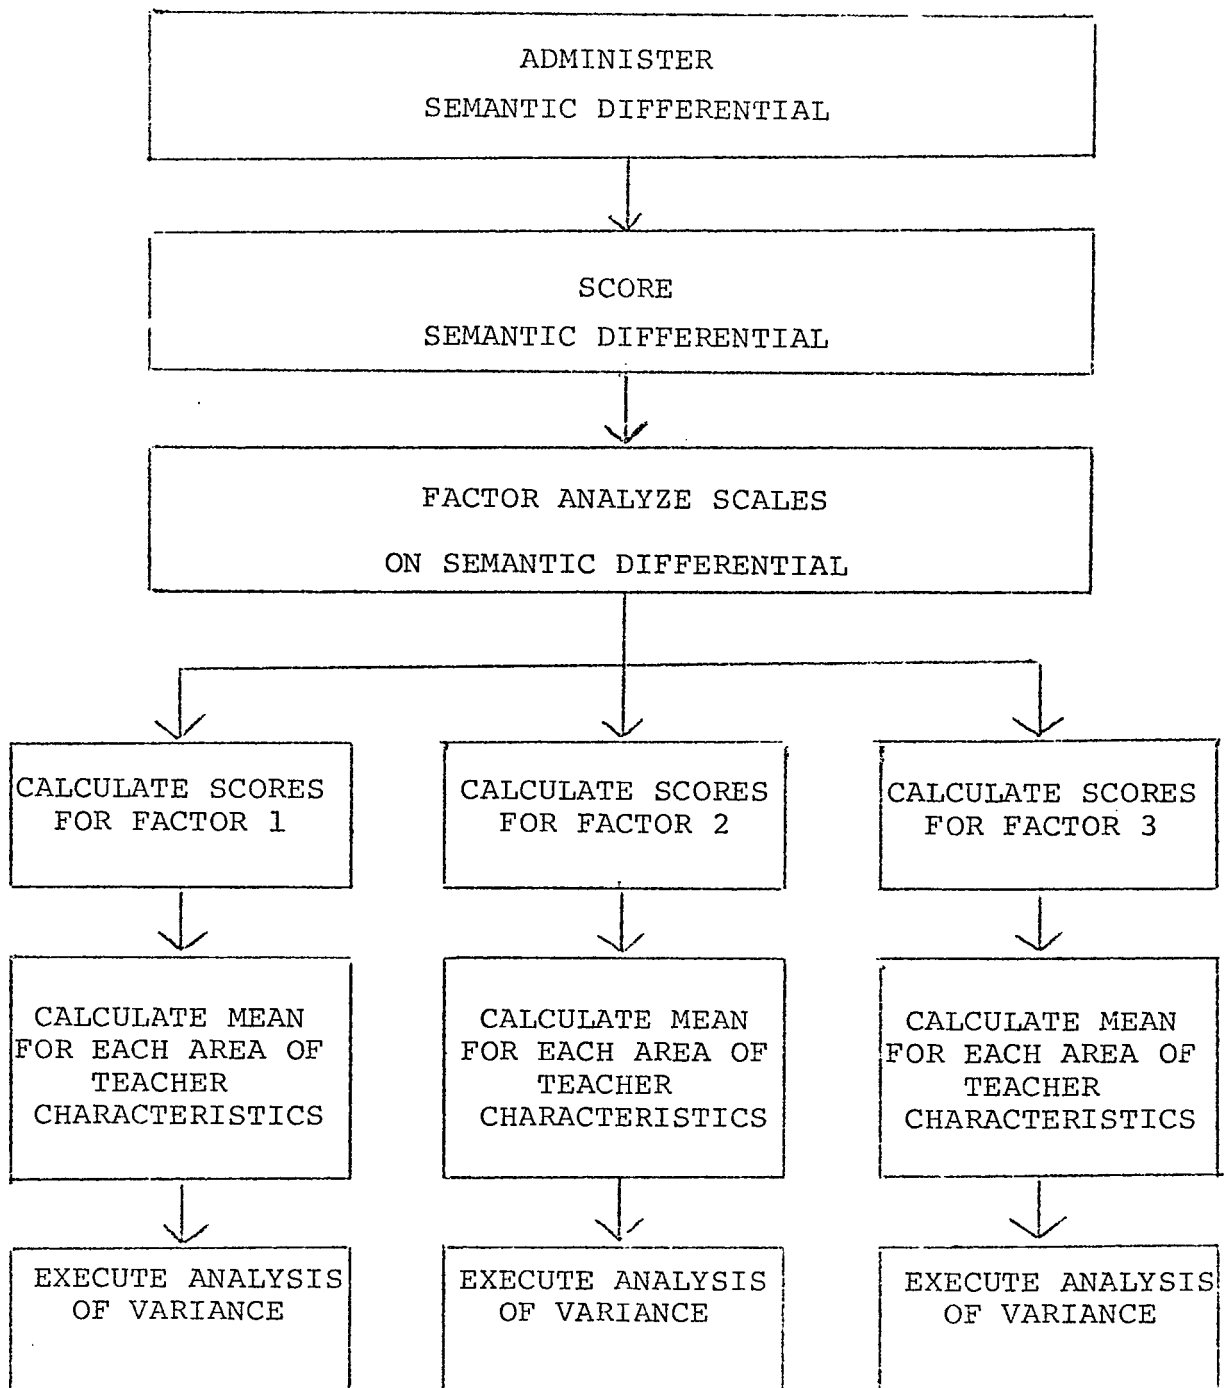 ADMINISTER
SEMANTIC DIFFERENTIAL
SCORE
SEMANTIC DIFFERENTIAL
FACTOR ANALYZE SCALES
ON SEMANTIC DIFFERENTIAL
CALCULATE SCORES
FOR FACTOR 1
CALCULATE SCORES
FOR FACTOR 2
CALCULATE SCORES
FOR FACTOR 3
CALCULATE MEAN
FOR EACH AREA OF
TEACHER
CHARACTERISTICS
CALCULATE MEAN
FOR EACH AREA OF
TEACHER
CHARACTERISTICS
CALCULATE MEAN
FOR EACH AREA OF
TEACHER
CHARACTERISTICS
EXECUTE ANALYSIS
OF VARIANCE
EXECUTE ANALYSIS
OF VARIANCE
EXECUTE ANALYSIS
OF VARIANCE